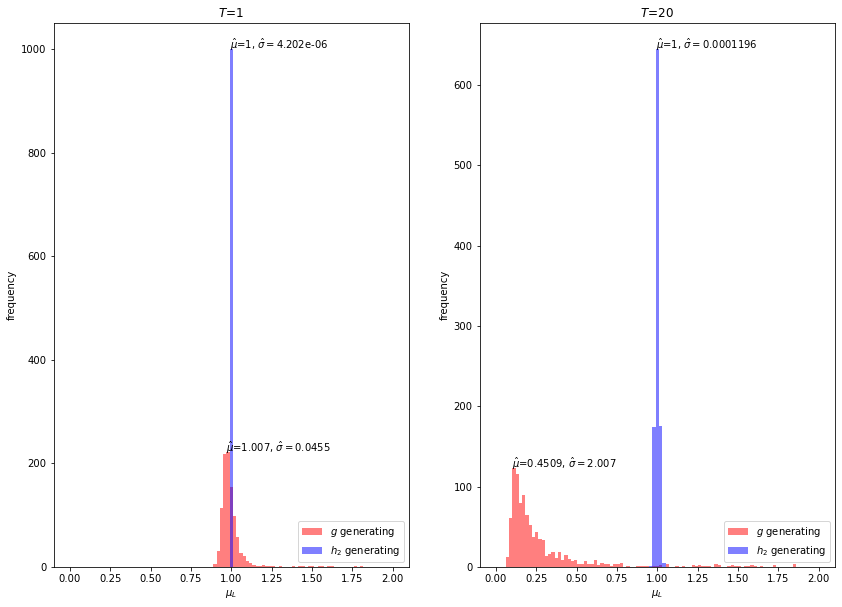 T=1
1000
800
600
400
200
0
frequency
μ̂=1, σ̂ = 4.202e-06
μ̂=1.007, σ̂ = 0.0455
g generating
h₂ generating
0.00 0.25 0.50 0.75 1.00 1.25 1.50 1.75 2.00
μ_L
T=20
600
500
400
300
200
100
0
frequency
μ̂=1, σ̂ = 0.0001196
μ̂=0.4509, σ̂ = 2.007
g generating
h₂ generating
0.00 0.25 0.50 0.75 1.00 1.25 1.50 1.75 2.00
μ_L